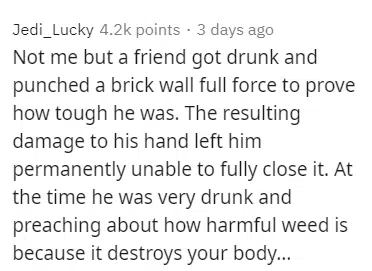 Jedi_Lucky 4.2k points · 3 days ago
Not me but a friend got drunk and
punched a brick wall full force to prove
how tough he was. The resulting
damage to his hand left him
permanently unable to fully close it. At
the time he was very drunk and
preaching about how harmful weed is
because it destroys your body...